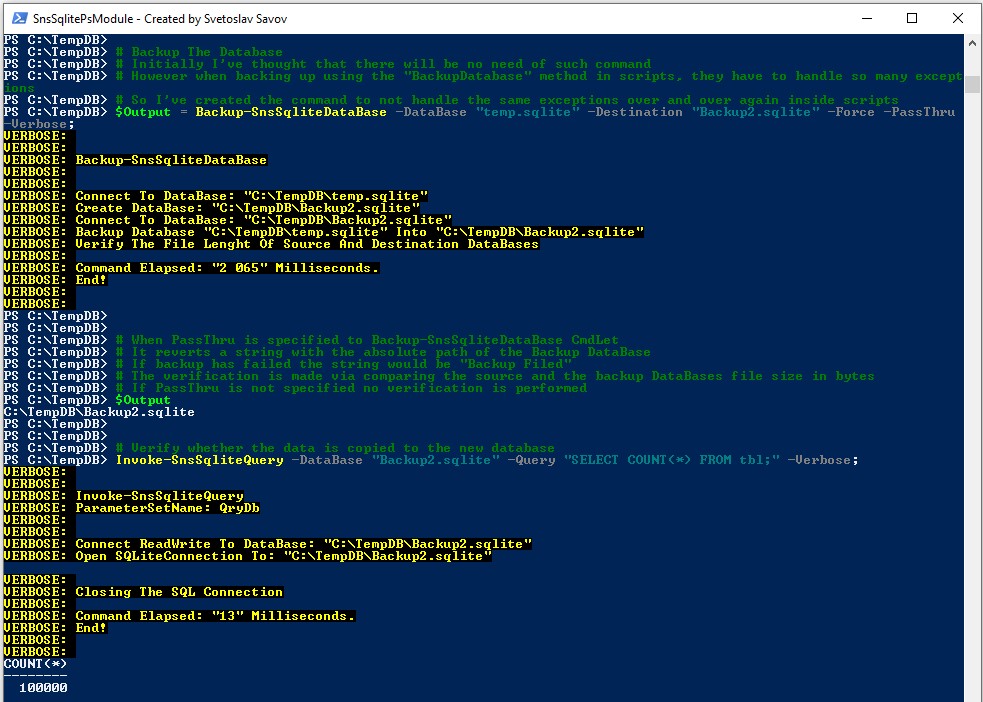 SnsSqlitePsModule - Created by Svetoslav Savov
PS C:\TempDB>
PS C:\TempDB> # Backup The Database
PS C:\TempDB> # Initially I've thought that there will be no need of such command
PS C:\TempDB> # However when backing up using the "BackupDatabase" method in scripts, they have to handle so many except
ions
PS C:\TempDB> # So I've created the command to not handle the same exceptions over and over again inside scripts
PS C:\TempDB> $Output = Backup-SnsSqliteDataBase -DataBase "temp.sqlite" -Destination "Backup2.sqlite" -Force -PassThru
-Verbose;
VERBOSE:
VERBOSE:
VERBOSE: Backup-SnsSqliteDataBase
VERBOSE:
VERBOSE:
VERBOSE: Connect To DataBase: "C:\TempDB\temp.sqlite"
VERBOSE: Create DataBase: "C:\TempDB\Backup2.sqlite"
VERBOSE: Connect To DataBase: "C:\TempDB\Backup2.sqlite"
VERBOSE: Backup Database "C:\TempDB\temp.sqlite" Into "C:\TempDB\Backup2.sqlite"
VERBOSE: Verify The File Lenght Of Source And Destination DataBases
VERBOSE:
VERBOSE: Command Elapsed: "2 065" Milliseconds.
VERBOSE: End!
VERBOSE:
VERBOSE:
PS C:\TempDB>
PS C:\TempDB>
PS C:\TempDB> # When PassThru is specified to Backup-SnsSqliteDataBase CmdLet
PS C:\TempDB> # It reverts a string with the absolute path of the Backup DataBase
PS C:\TempDB> # If backup has failed the string would be "Backup Filed"
PS C:\TempDB> # The verification is made via comparing the source and the backup DataBases file size in bytes
PS C:\TempDB> # If PassThru is not specified no verification is performed
PS C:\TempDB> $Output
C:\TempDB\Backup2.sqlite
PS C:\TempDB>
PS C:\TempDB>
PS C:\TempDB> # Verify whether the data is copied to the new database
PS C:\TempDB> Invoke-SnsSqliteQuery -DataBase "Backup2.sqlite" -Query "SELECT COUNT(*) FROM tbl;" -Verbose;
VERBOSE:
VERBOSE:
VERBOSE: Invoke-SnsSqliteQuery
VERBOSE: ParameterSetName: QryDb
VERBOSE:
VERBOSE:
VERBOSE: Connect ReadWrite To DataBase: "C:\TempDB\Backup2.sqlite"
VERBOSE: Open SQLiteConnection To: "C:\TempDB\Backup2.sqlite"
VERBOSE:
VERBOSE: Closing The SQL Connection
VERBOSE:
VERBOSE: Command Elapsed: "13" Milliseconds.
VERBOSE: End!
VERBOSE:
VERBOSE:
COUNT(*)
--------
100000